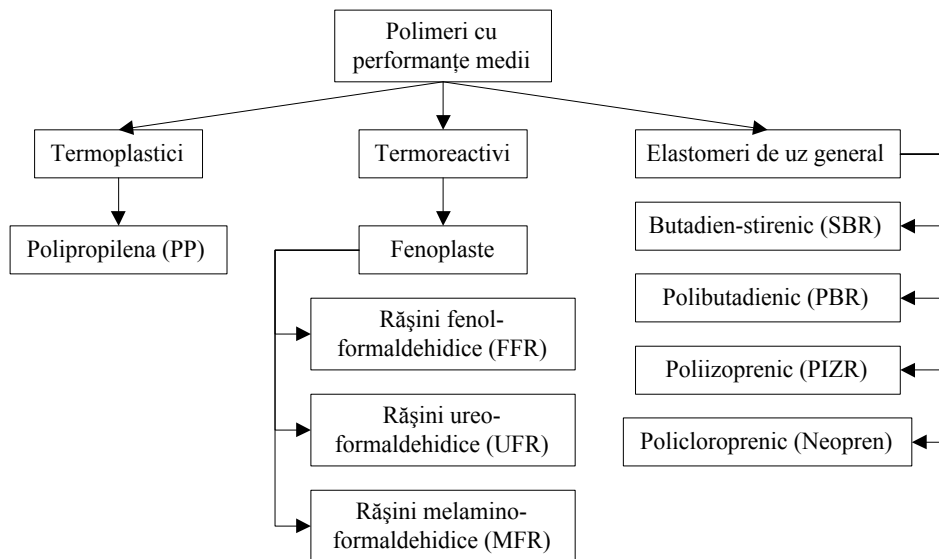 Polimeri cu
performanțe medii
Termoplastici
Termoreactivi
Elastomeri de uz general
Polipropilena (PP)
Fenoplaste
Butadien-stirenic (SBR)
Polibutadienic (PBR)
Răşini fenol-
formaldehidice (FFR)
Poliizoprenic (PIZR)
Răşini ureo-
formaldehidice (UFR)
Policloroprenic (Neopren)
Răşini melamino-
formaldehidice (MFR)